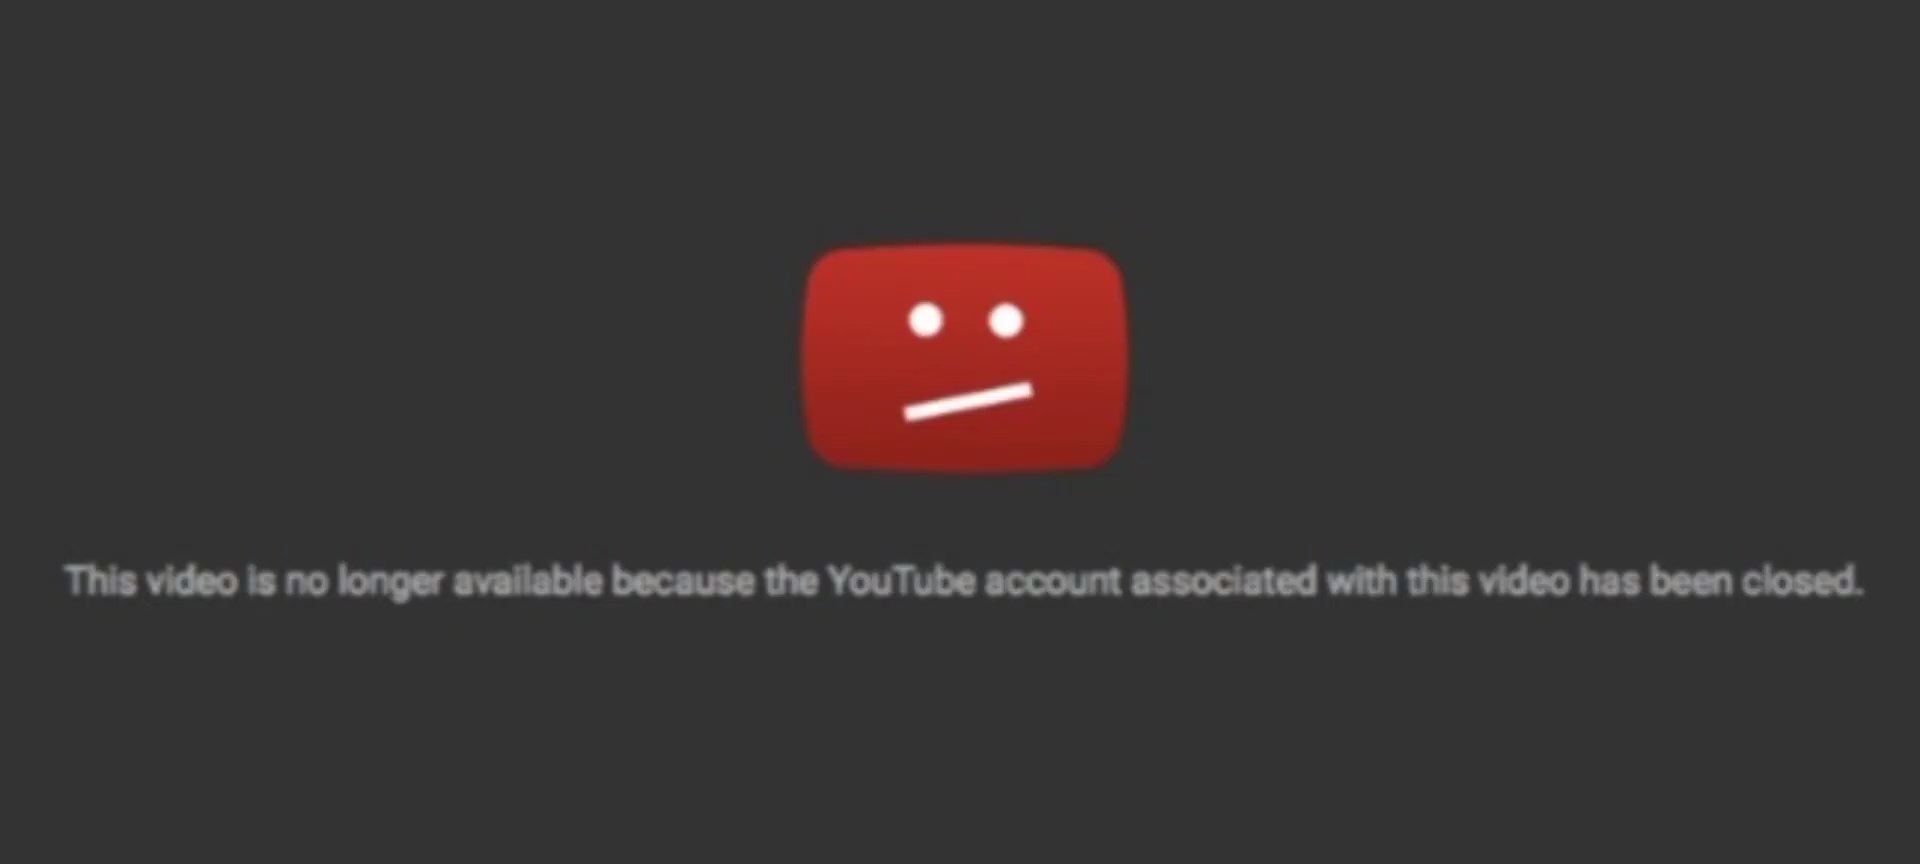 This video is no longer available because the YouTube account associated with this video has been closed.